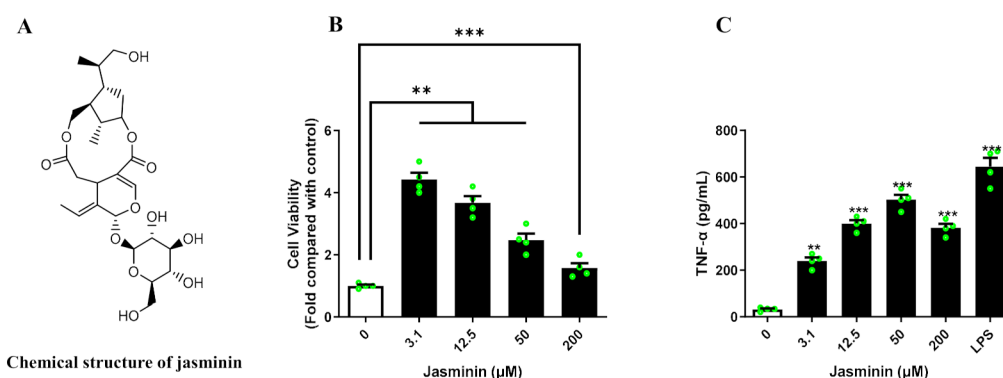 A
OH
O
O
O
O
O
O
OH
OH
O
OH
HO
Chemical structure of jasminin
B
***
**
Cell Viability
(Fold compared with control)
6
4
2
0
0
3.1
12.5
50
200
Jasminin (μM)
C
TNF-α (pg/mL)
800
600
400
200
0
**
***
***
***
***
0
3.1
12.5
50
200
LPS
Jasminin (μM)